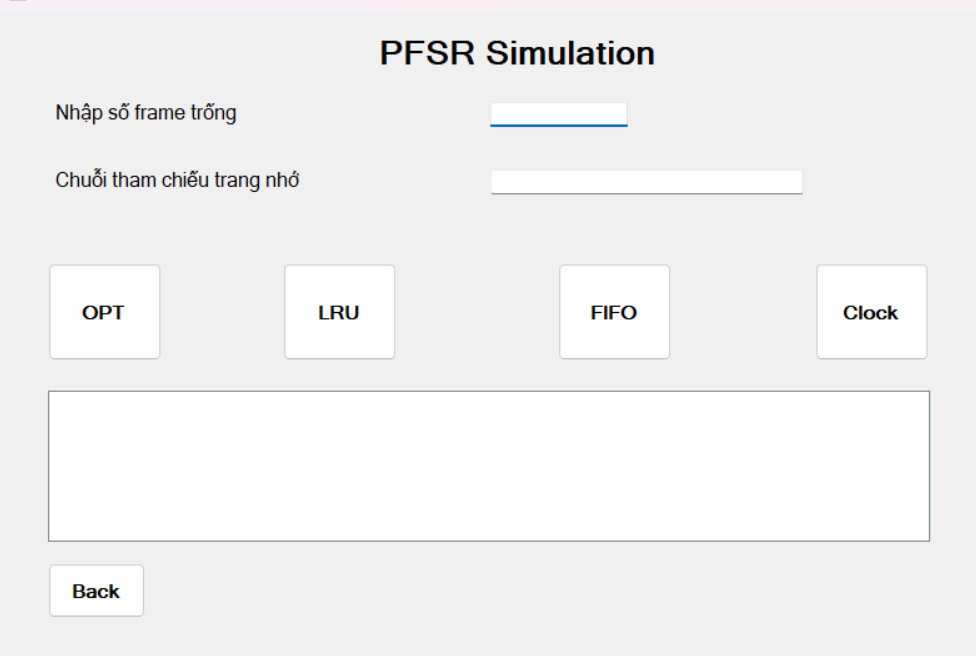 PFSR Simulation
Nhập số frame trống
Chuỗi tham chiếu trang nhớ
OPT
LRU
FIFO
Clock
Back